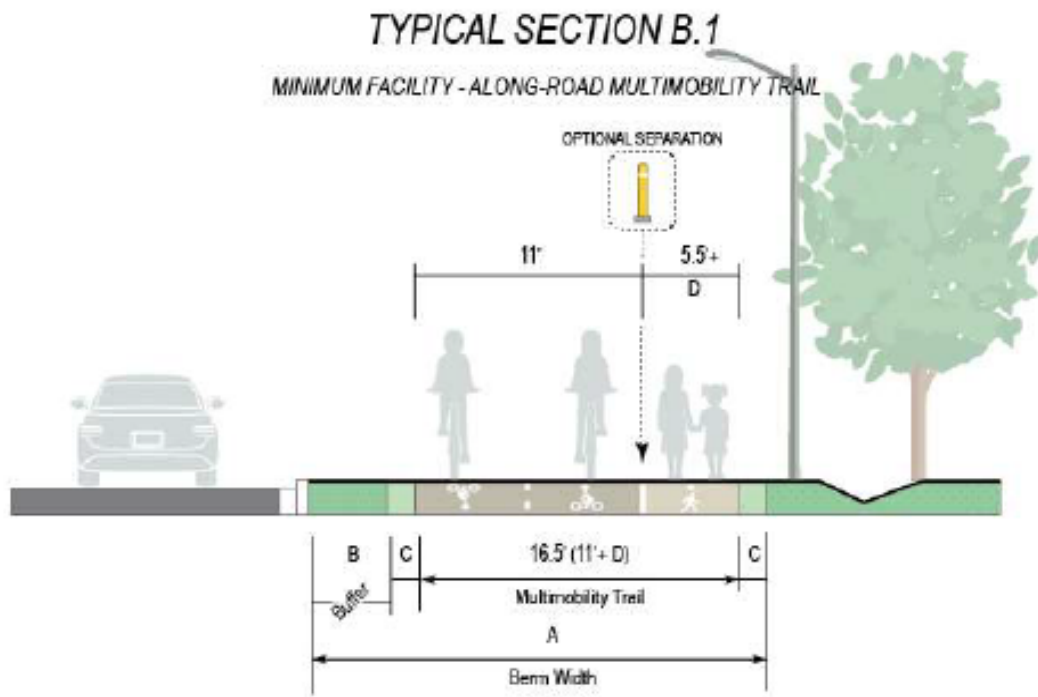 TYPICAL SECTION B.1
MINIMUM FACILITY - ALONG-ROAD MULTIMOBILITY TRAIL
OPTIONAL SEPARATION
11'
5.5'+
D
B
C
16.5' (11'+ D)
C
Buffer
Multimobility Trail
A
Berm Width